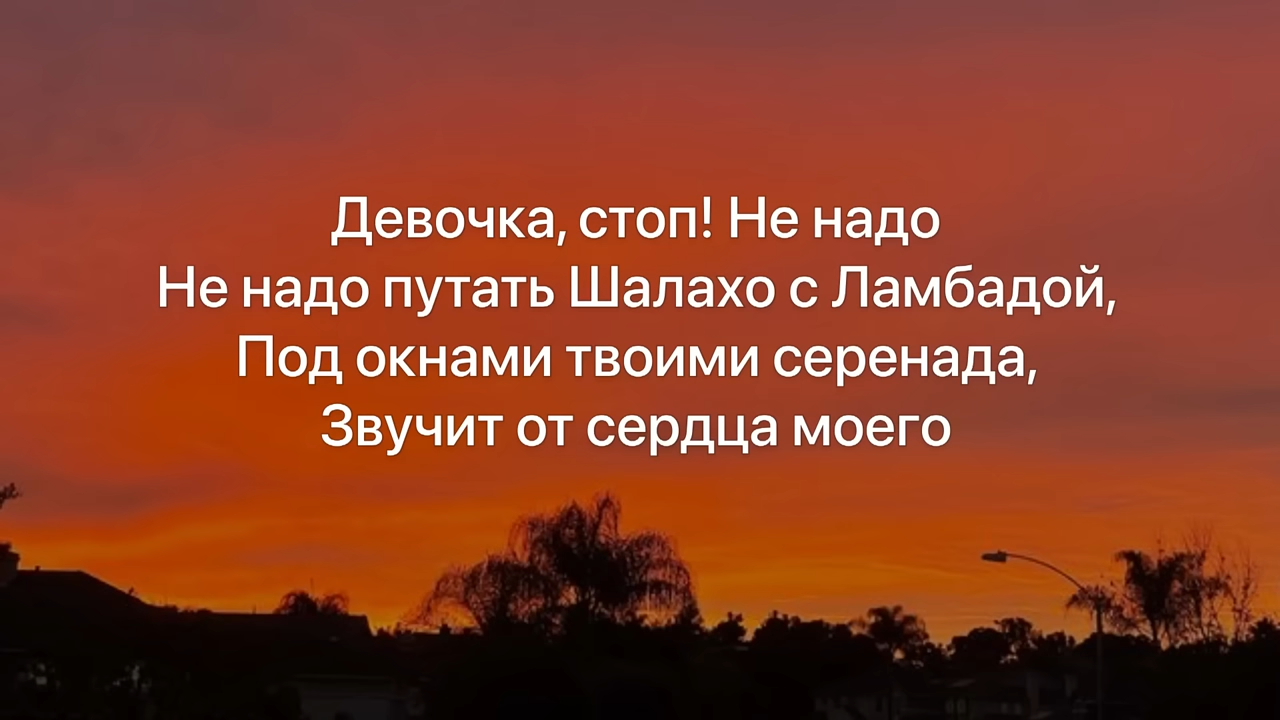 Девочка, стоп! Не надо
Не надо путать Шалахо с Ламбадой,
Под окнами твоими серенада,
Звучит от сердца моего